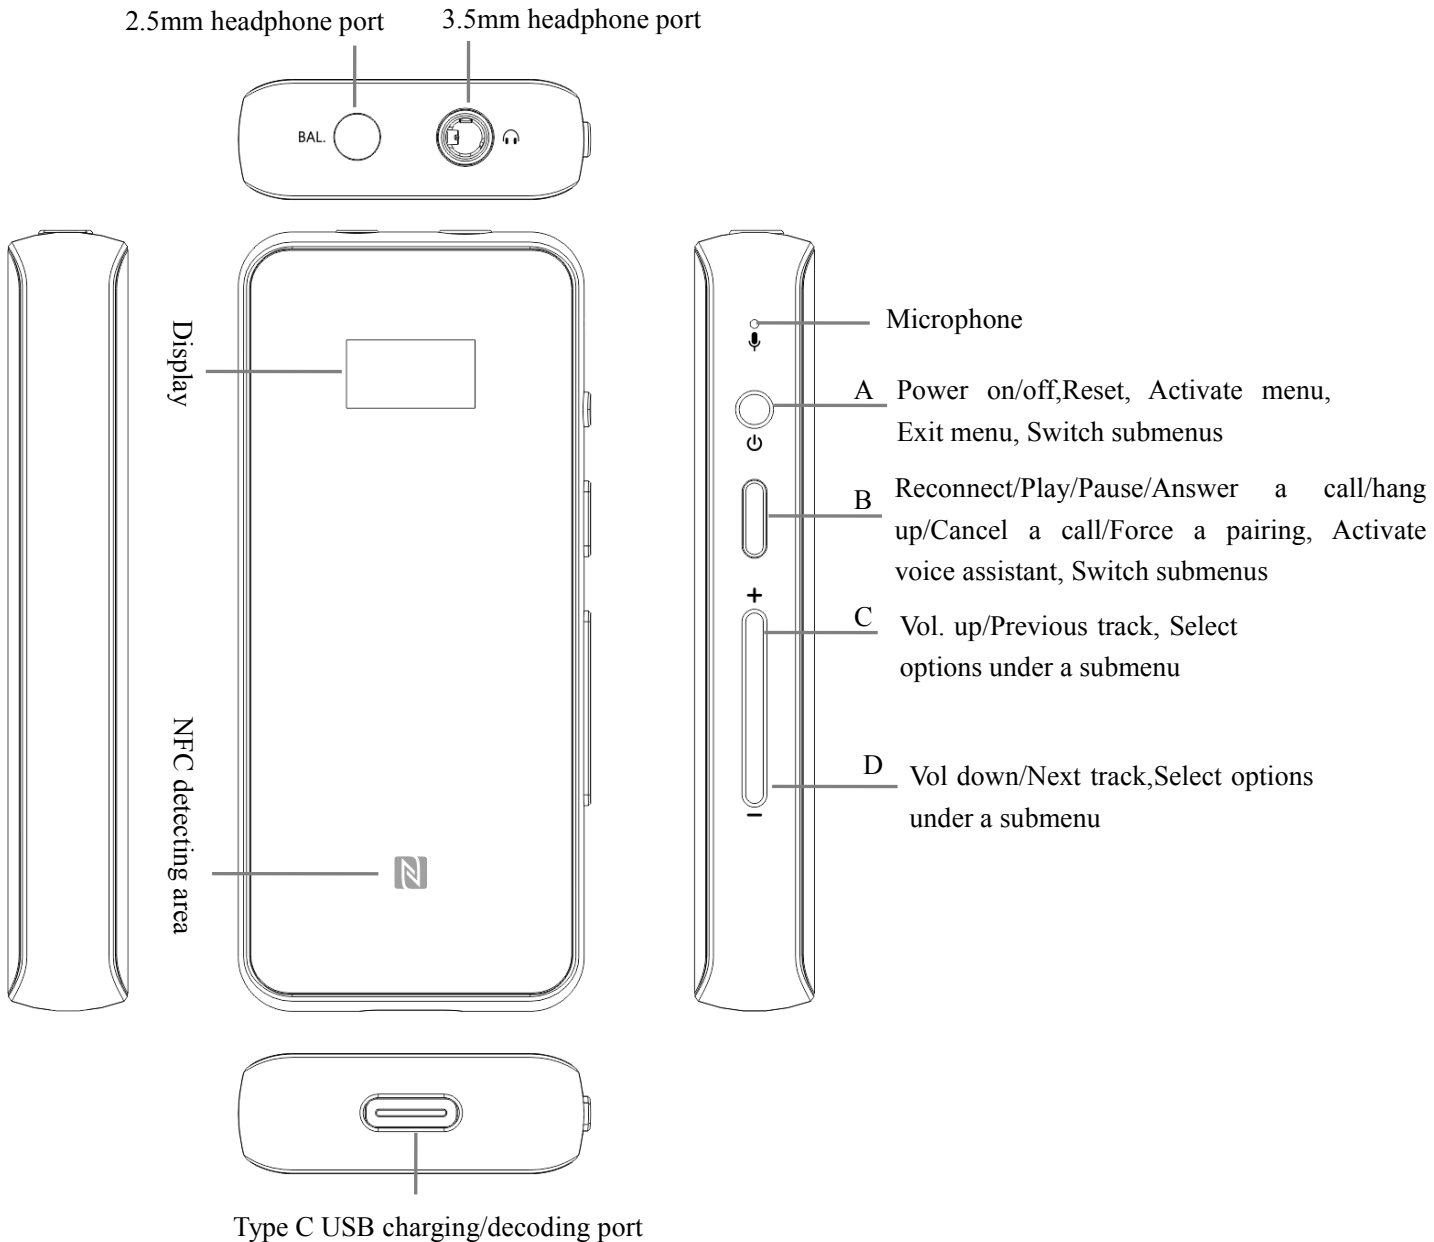 2.5mm headphone port
3.5mm headphone port
BAL.
Display
NFC detecting area
Microphone
A
Power on/off,Reset, Activate menu,
Exit menu, Switch submenus
B
Reconnect/Play/Pause/Answer a call/hang
up/Cancel a call/Force a pairing, Activate
voice assistant, Switch submenus
+
C
Vol. up/Previous track, Select
options under a submenu
D
Vol down/Next track,Select options
under a submenu
−
Type C USB charging/decoding port